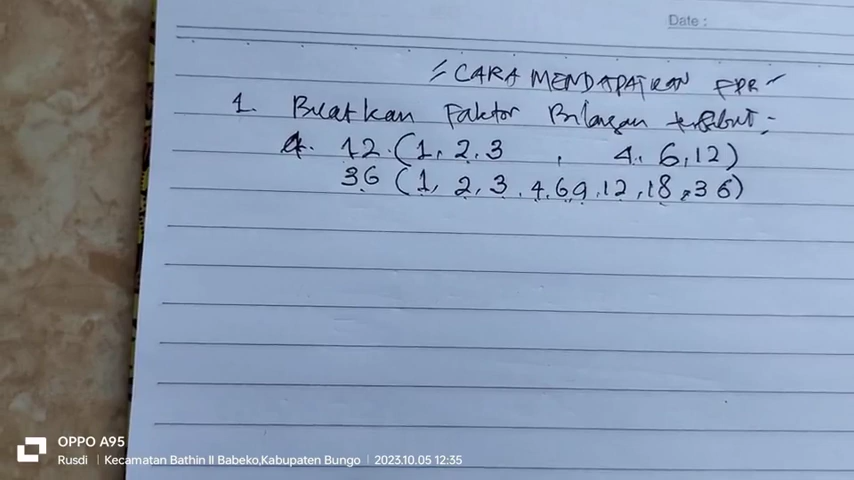 Date :
= CARA MENDAPATKAN FPR =
1. Buatkan Faktor Bilangan tersebut :
a. 12 (1, 2, 3 , 4, 6, 12)
36 (1, 2, 3, 4, 6, 9, 12, 18, 36)
OPPO A95
Rusdi | Kecamatan Bathin II Babeko,Kabupaten Bungo | 2023.10.05 12:35